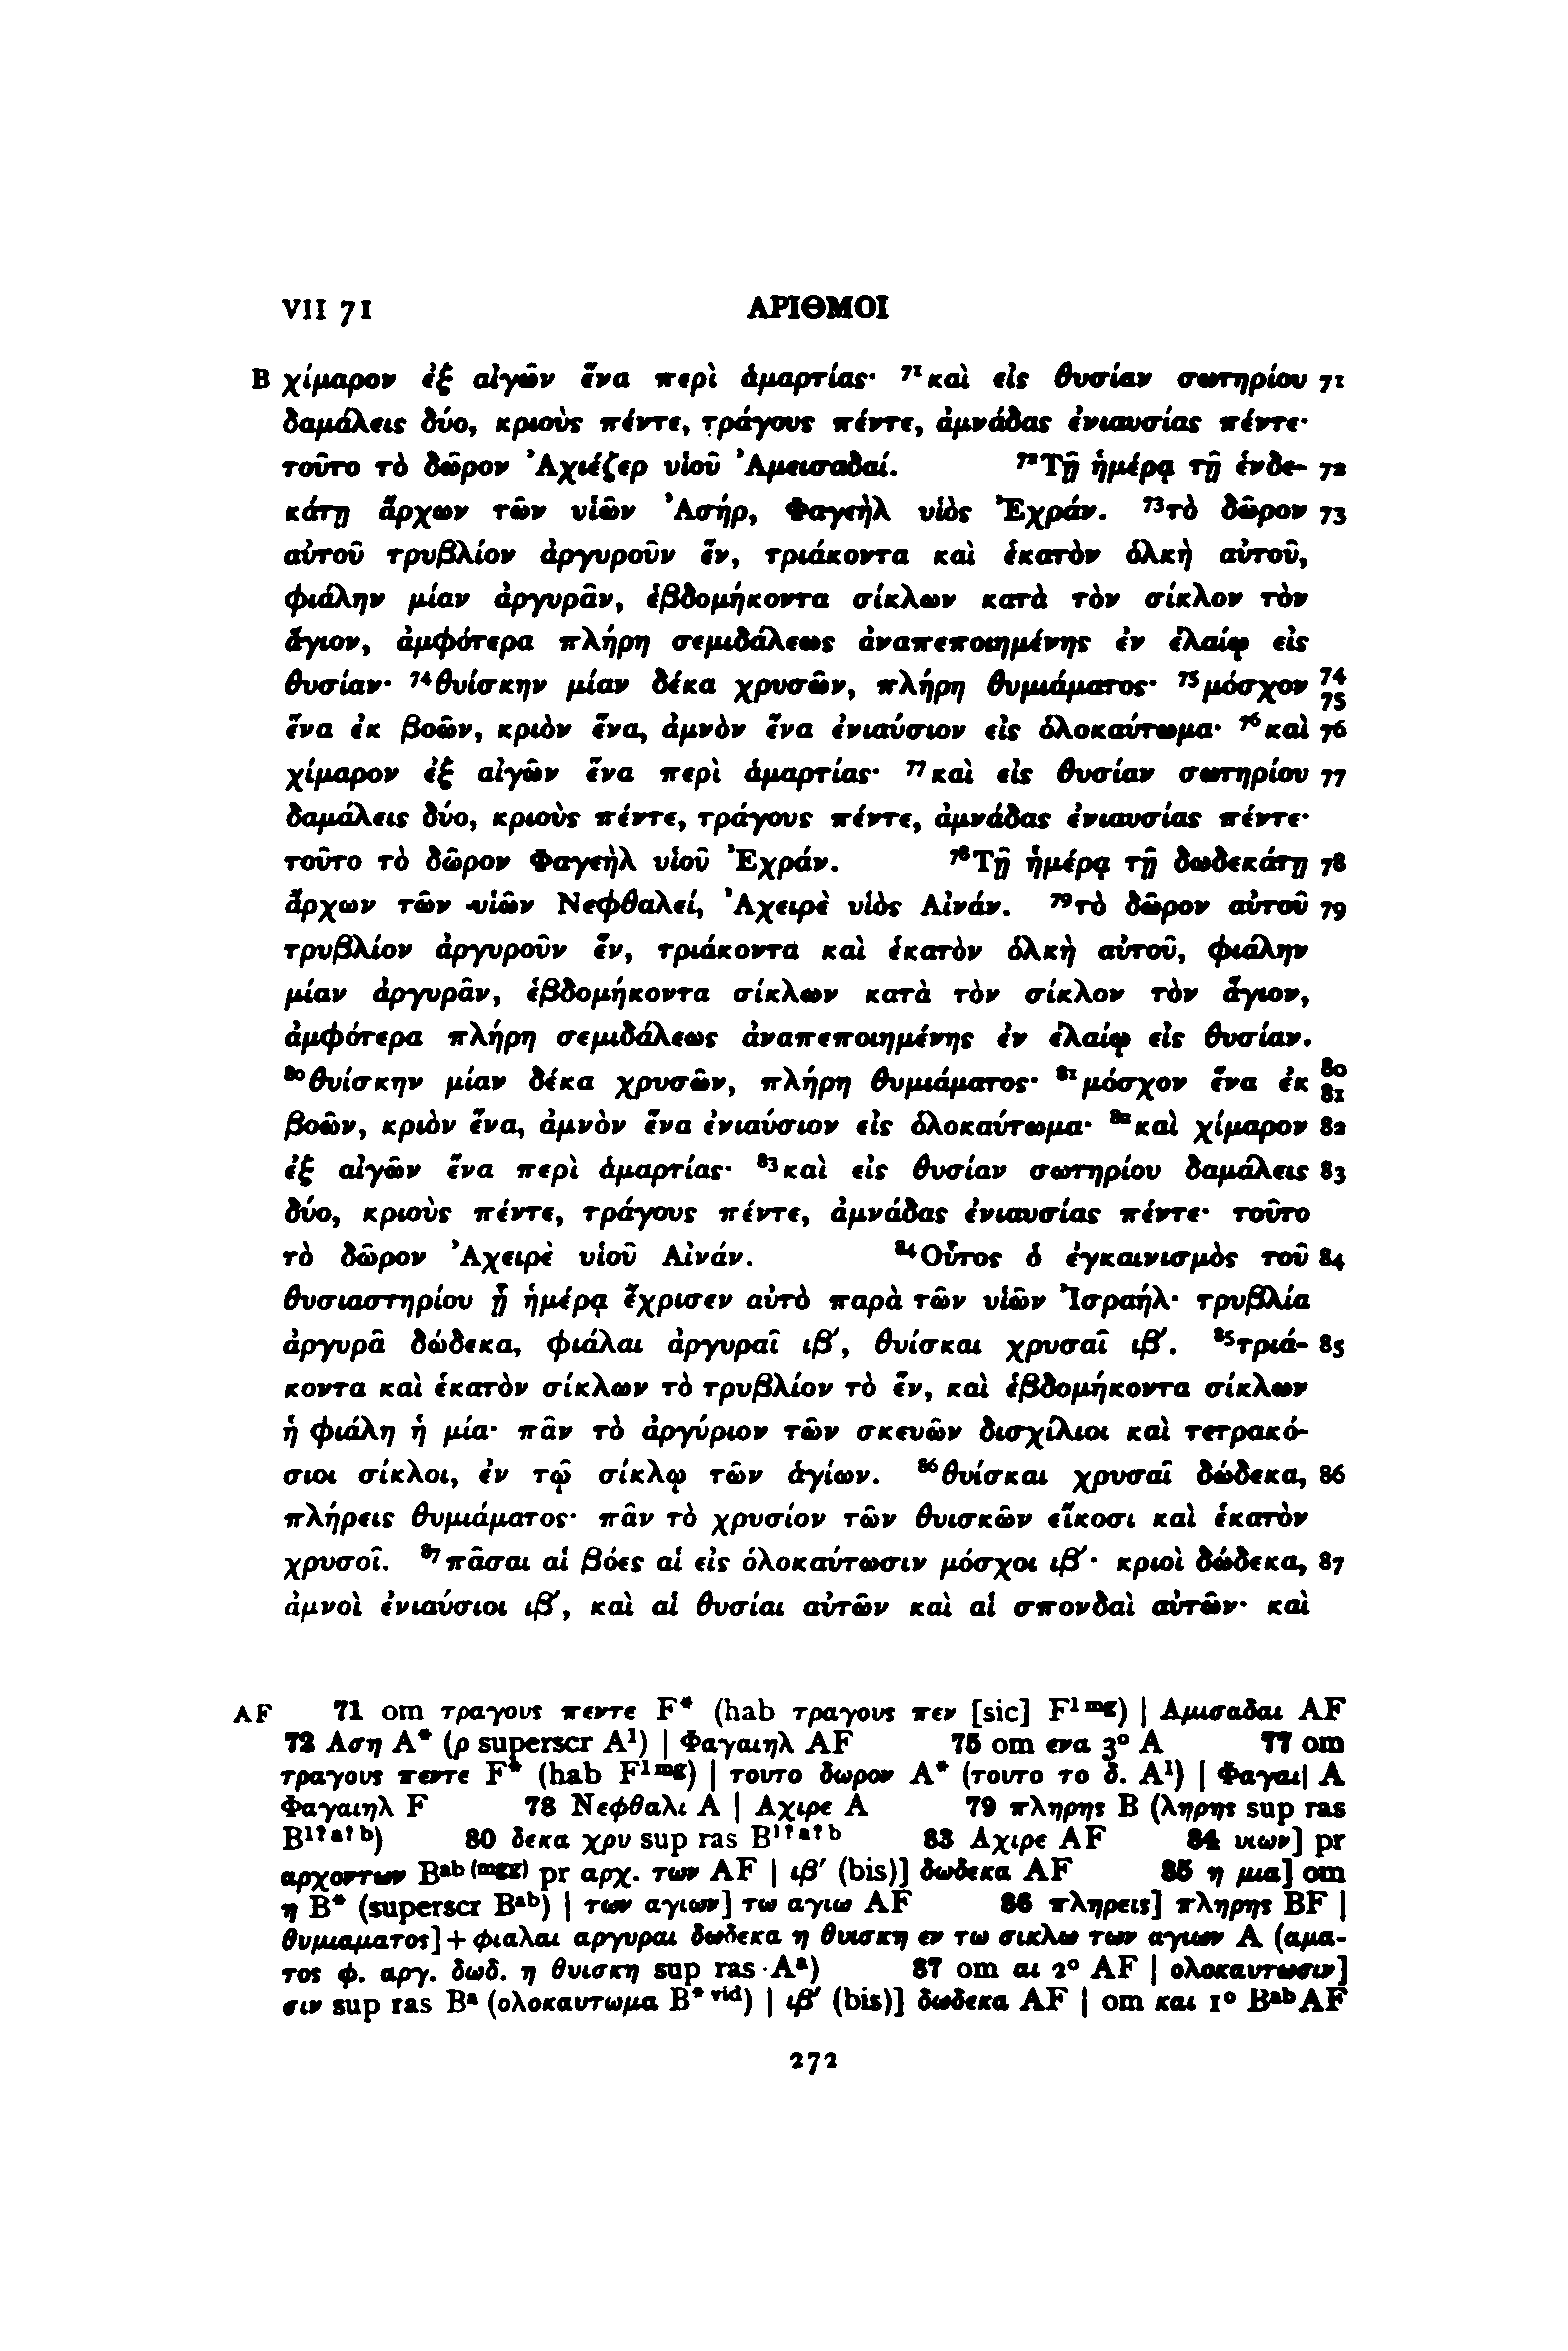 VII 71 ΑΡΙΘΜΟΙ
B χίμαρον ἐξ αἰγῶν ἕνα περὶ ἁμαρτίας· ⁷¹καὶ εἰς θυσίαν σωτηρίου 71
δαμάλεις δύο, κριοὺς πέντε, τράγους πέντε, ἀμνάδας ἐνιαυσίας πέντε·
τοῦτο τὸ δῶρον Ἀχιέζερ υἱοῦ Ἀμεισαδαί. ⁷²Τῇ ἡμέρᾳ τῇ ἑνδε- 72
κάτῃ ἄρχων τῶν υἱῶν Ἀσήρ, Φαγεὴλ υἱὸς Ἐχράν. ⁷³τὸ δῶρον 73
αὐτοῦ τρυβλίον ἀργυροῦν ἕν, τριάκοντα καὶ ἑκατὸν ὁλκὴ αὐτοῦ,
φιάλην μίαν ἀργυρᾶν, ἑβδομήκοντα σίκλων κατὰ τὸν σίκλον τὸν
ἅγιον, ἀμφότερα πλήρη σεμιδάλεως ἀναπεποιημένης ἐν ἐλαίῳ εἰς
θυσίαν· ⁷⁴θυίσκην μίαν δέκα χρυσῶν, πλήρη θυμιάματος· ⁷⁵μόσχον 74 75
ἕνα ἐκ βοῶν, κριὸν ἕνα, ἀμνὸν ἕνα ἐνιαύσιον εἰς ὁλοκαύτωμα· ⁷⁶καὶ 76
χίμαρον ἐξ αἰγῶν ἕνα περὶ ἁμαρτίας· ⁷⁷καὶ εἰς θυσίαν σωτηρίου 77
δαμάλεις δύο, κριοὺς πέντε, τράγους πέντε, ἀμνάδας ἐνιαυσίας πέντε·
τοῦτο τὸ δῶρον Φαγεὴλ υἱοῦ Ἐχράν. ⁷⁸Τῇ ἡμέρᾳ τῇ δωδεκάτῃ 78
ἄρχων τῶν υἱῶν Νεφθαλεί, Ἀχειρὲ υἱὸς Αἰνάν. ⁷⁹τὸ δῶρον αὐτοῦ 79
τρυβλίον ἀργυροῦν ἕν, τριάκοντα καὶ ἑκατὸν ὁλκὴ αὐτοῦ, φιάλην
μίαν ἀργυρᾶν, ἑβδομήκοντα σίκλων κατὰ τὸν σίκλον τὸν ἅγιον,
ἀμφότερα πλήρη σεμιδάλεως ἀναπεποιημένης ἐν ἐλαίῳ εἰς θυσίαν.
⁸⁰θυίσκην μίαν δέκα χρυσῶν, πλήρη θυμιάματος· ⁸¹μόσχον ἕνα ἐκ 80 81
βοῶν, κριὸν ἕνα, ἀμνὸν ἕνα ἐνιαύσιον εἰς ὁλοκαύτωμα· ⁸²καὶ χίμαρον 82
ἐξ αἰγῶν ἕνα περὶ ἁμαρτίας· ⁸³καὶ εἰς θυσίαν σωτηρίου δαμάλεις 83
δύο, κριοὺς πέντε, τράγους πέντε, ἀμνάδας ἐνιαυσίας πέντε· τοῦτο
τὸ δῶρον Ἀχειρὲ υἱοῦ Αἰνάν. ⁸⁴Οὗτος ὁ ἐγκαινισμὸς τοῦ 84
θυσιαστηρίου ᾗ ἡμέρᾳ ἔχρισεν αὐτὸ παρὰ τῶν υἱῶν Ἰσραήλ· τρυβλία
ἀργυρᾶ δώδεκα, φιάλαι ἀργυραῖ ιβ′, θυίσκαι χρυσαῖ ιβ′. ⁸⁵τριά- 85
κοντα καὶ ἑκατὸν σίκλων τὸ τρυβλίον τὸ ἕν, καὶ ἑβδομήκοντα σίκλων
ἡ φιάλη ἡ μία· πᾶν τὸ ἀργύριον τῶν σκευῶν δισχίλιοι καὶ τετρακό-
σιοι σίκλοι, ἐν τῷ σίκλῳ τῶν ἁγίων. ⁸⁶θυίσκαι χρυσαῖ δώδεκα, 86
πλήρεις θυμιάματος· πᾶν τὸ χρυσίον τῶν θυισκῶν εἴκοσι καὶ ἑκατὸν
χρυσοῖ. ⁸⁷πᾶσαι αἱ βόες αἱ εἰς ὁλοκαύτωσιν μόσχοι ιβ′· κριοὶ δώδεκα, 87
ἀμνοὶ ἐνιαύσιοι ιβ′, καὶ αἱ θυσίαι αὐτῶν καὶ αἱ σπονδαὶ αὐτῶν· καὶ
AF 71 om τραγους πεντε F* (hab τραγους πεν [sic] F¹ᵐᵍ) | Αμισαδαι AF
72 Αση A* (ρ superscr A¹) | Φαγαιηλ AF 75 om ενα 3° A 77 om
τραγους πεντε F* (hab F¹ᵐᵍ) | τουτο δωρον A* (τουτο το δ. A¹) | Φαγαι| A
Φαγαιηλ F 78 Νεφθαλι A | Αχιρε A 79 πληρης B (ληρης sup ras
B¹ˀᵃˀᵇ) 80 δεκα χρυ sup ras B¹ˀᵃˀᵇ 83 Αχιρε AF 84 υιων] pr
αρχοντων Bᵃᵇ⁽ᵐᵍᵍ⁾ pr αρχ. των AF | ιβ′ (bis)] δωδεκα AF 85 η μια] om
η B* (superscr Bᵃᵇ) | των αγιων] τω αγιω AF 86 πληρεις] πληρης BF |
θυμιαματος] + φιαλαι αργυραι δωδεκα η θυισκη εν τω σικλω των αγιων A (αμα-
τος φ. αργ. δωδ. η θυισκη sup ras Aᵃ) 87 om αι 2° AF | ολοκαυτωσιν]
σιν sup ras Bᵃ (ολοκαυτωμα B*ᵛⁱᵈ) | ιβ′ (bis)] δωδεκα AF | om και 1° Bᵃᵇ AF
272